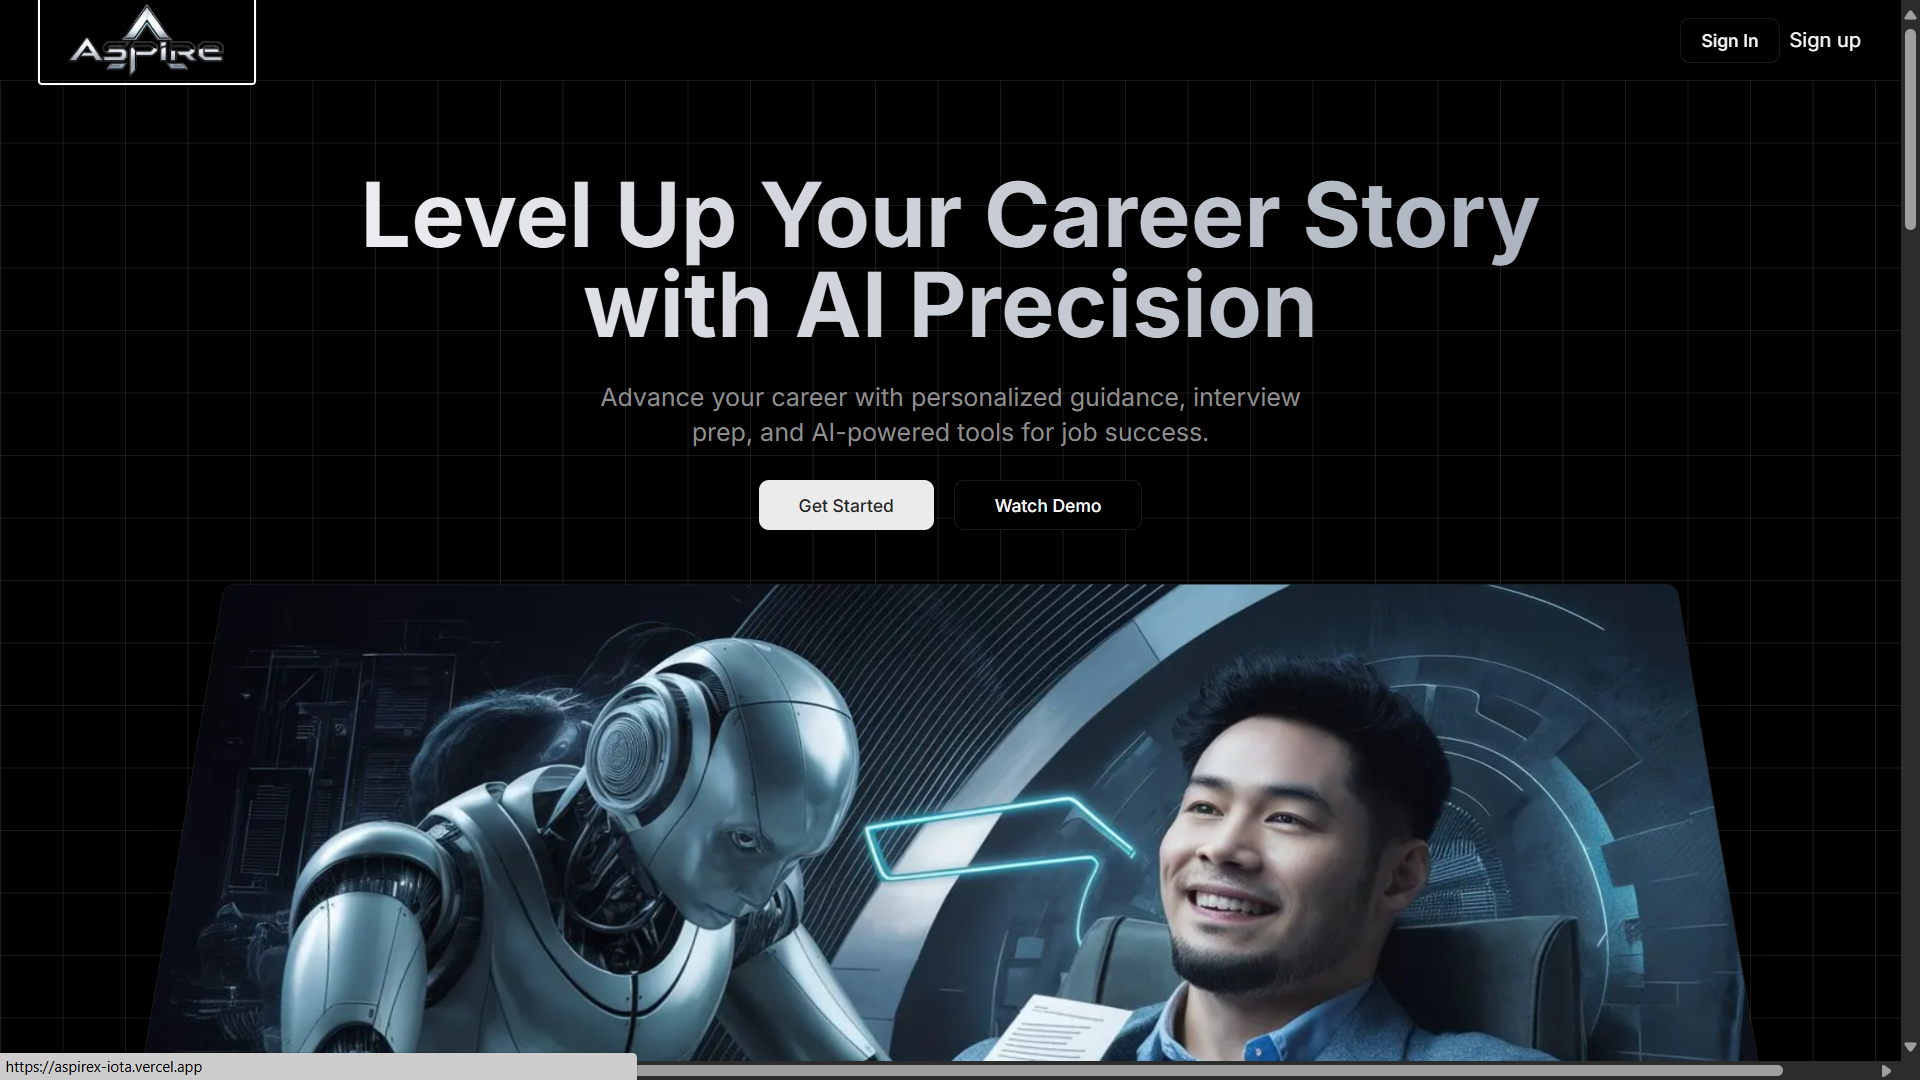 ASPIRE
Sign In
Sign up
Level Up Your Career Story
with AI Precision
Advance your career with personalized guidance, interview
prep, and AI-powered tools for job success.
Get Started
Watch Demo
https://aspirex-iota.vercel.app